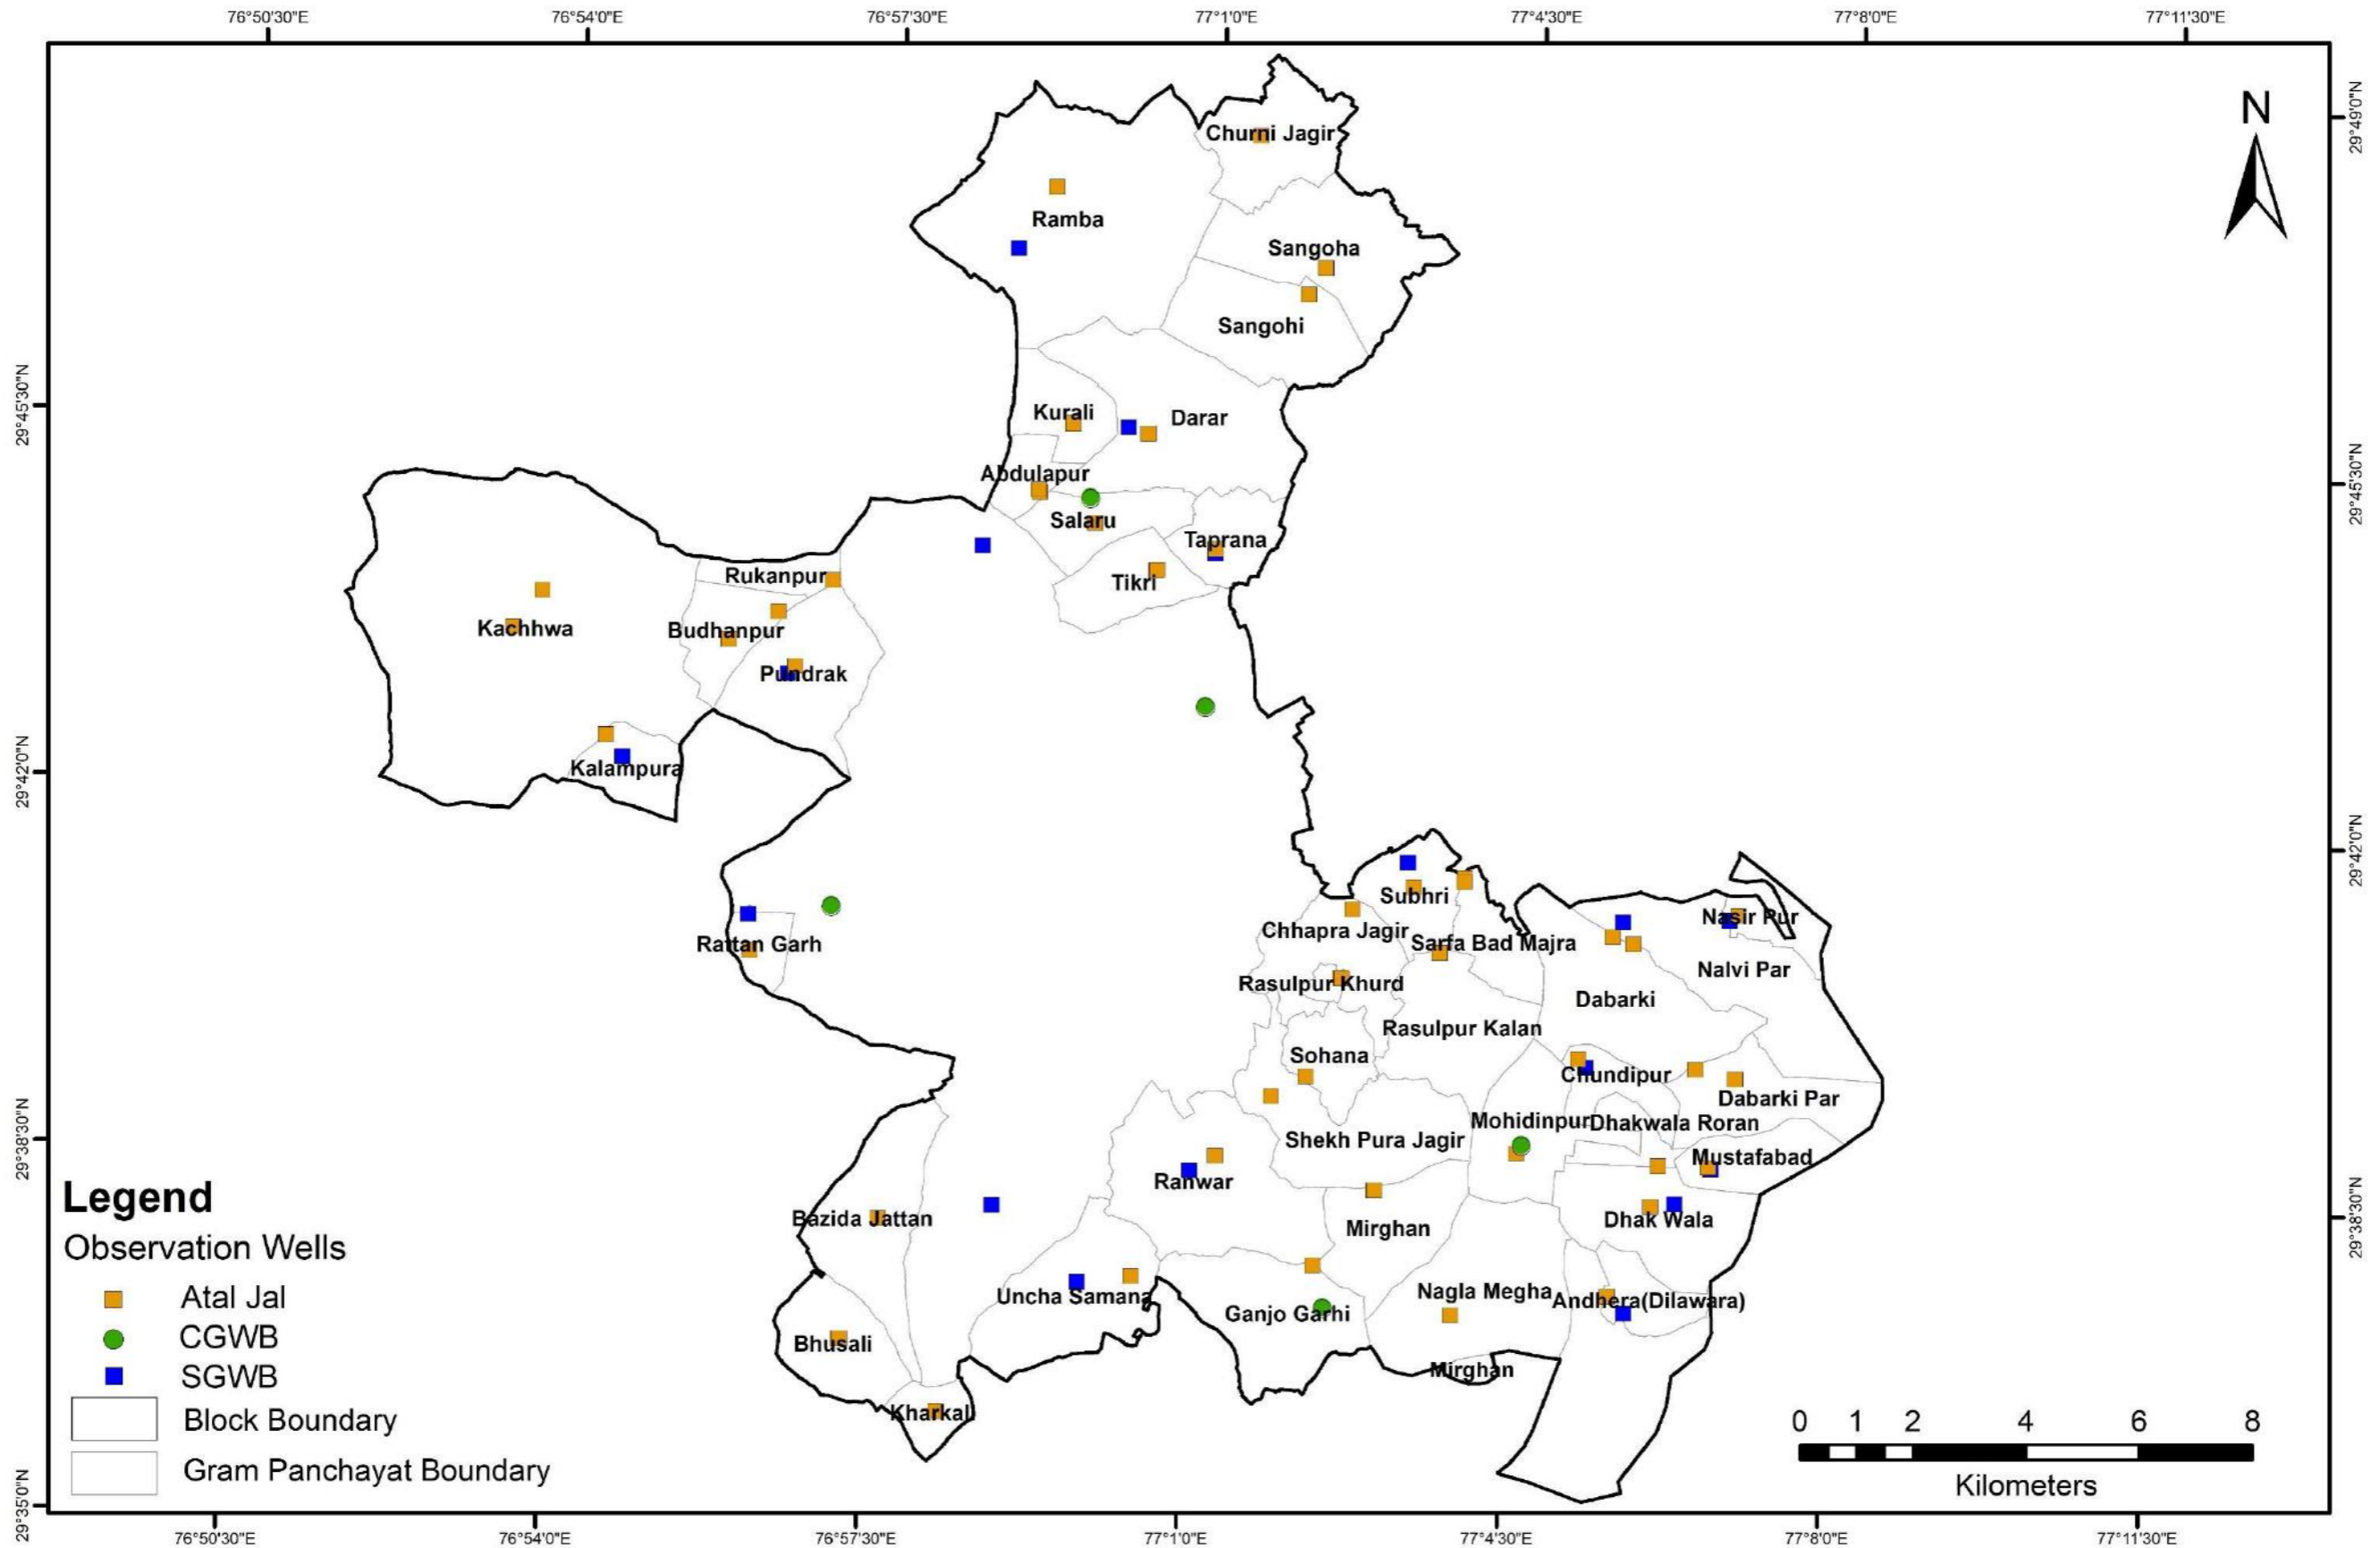 76°50'30"E 76°54'0"E 76°57'30"E 77°1'0"E 77°4'30"E 77°8'0"E 77°11'30"E
29°49'0"N
N
Churni Jagir
Ramba
Sangoha
Sangohi
29°45'30"N
Kurali
Darar
Abdulapur
29°45'30"N
Salaru
Taprana
Rukanpur
Tikri
Kachhwa
Budhanpur
Pundrak
29°42'0"N
Kalampura
29°42'0"N
Subhri
Nasir Pur
Chhapra Jagir
Rattan Garh
Sarfa Bad Majra
Nalvi Par
Rasulpur Khurd
Dabarki
Rasulpur Kalan
Sohana
Chundipur
Dabarki Par
29°38'30"N
Mohidinpur
Dhakwala Roran
Shekh Pura Jagir
Mustafabad
Ranwar
29°38'30"N
Bazida Jattan
Mirghan
Dhak Wala
Uncha Samana
Nagla Megha
Andhera(Dilawara)
Ganjo Garhi
Bhusali
Mirghan
Kharkali
Legend
Observation Wells
Atal Jal
CGWB
SGWB
Block Boundary
Gram Panchayat Boundary
0 1 2 4 6 8
Kilometers
29°35'0"N
76°50'30"E 76°54'0"E 76°57'30"E 77°1'0"E 77°4'30"E 77°8'0"E 77°11'30"E